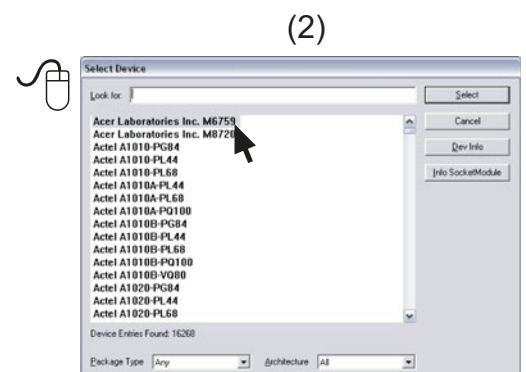 (2)
Select Device
Look for:
Select
Acer Laboratories Inc. M6759
Cancel
Acer Laboratories Inc. M8720
Actel A1010-PG84
Dev Info
Actel A1010-PL44
Actel A1010-PL68
Info SocketModule
Actel A1010A-PL44
Actel A1010A-PL68
Actel A1010A-PQ100
Actel A1010B-PG84
Actel A1010B-PL44
Actel A1010B-PL68
Actel A1010B-PQ100
Actel A1010B-VQ80
Actel A1020-PG84
Actel A1020-PL44
Actel A1020-PL68
Device Entries Found: 16268
Package Type Any Architecture All